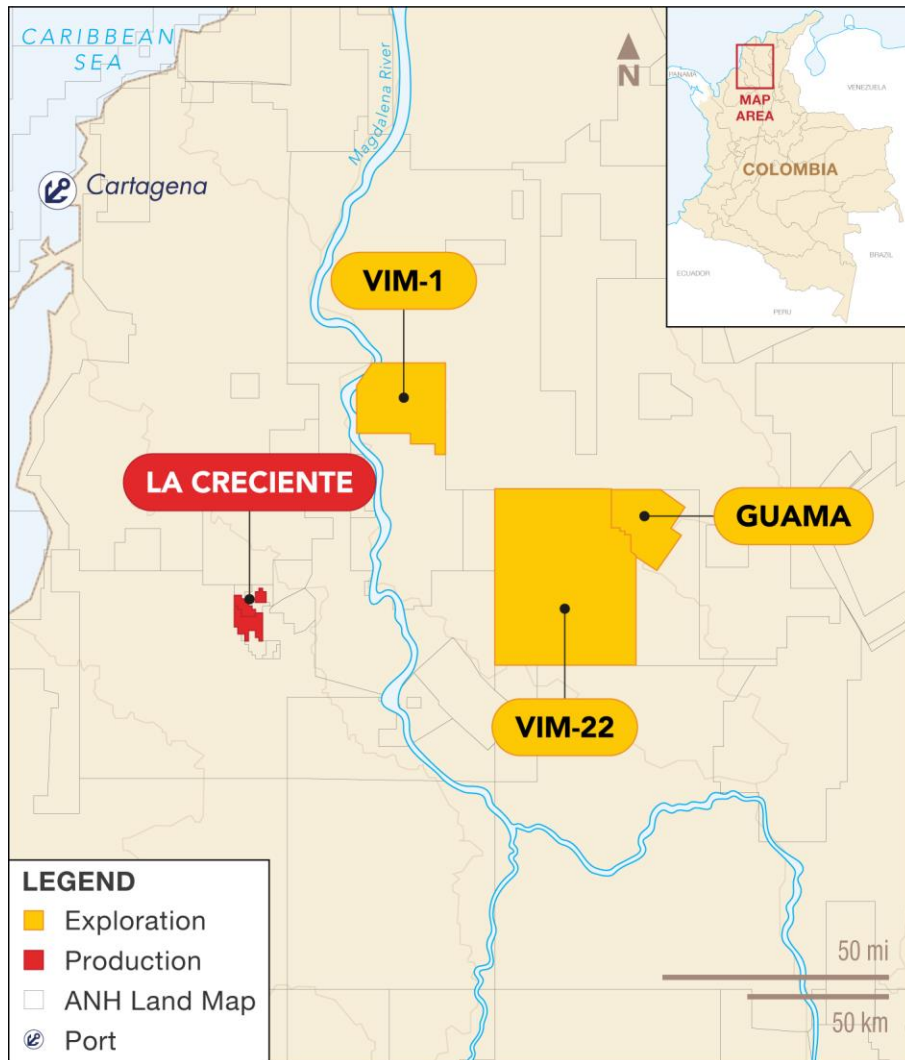 CARIBBEAN
SEA
Magdalena River
N
PANAMA
VENEZUELA
MAP
AREA
COLOMBIA
BRAZIL
ECUADOR
PERU
Cartagena
VIM-1
LA CRECIENTE
GUAMA
VIM-22
LEGEND
Exploration
Production
ANH Land Map
Port
50 mi
50 km